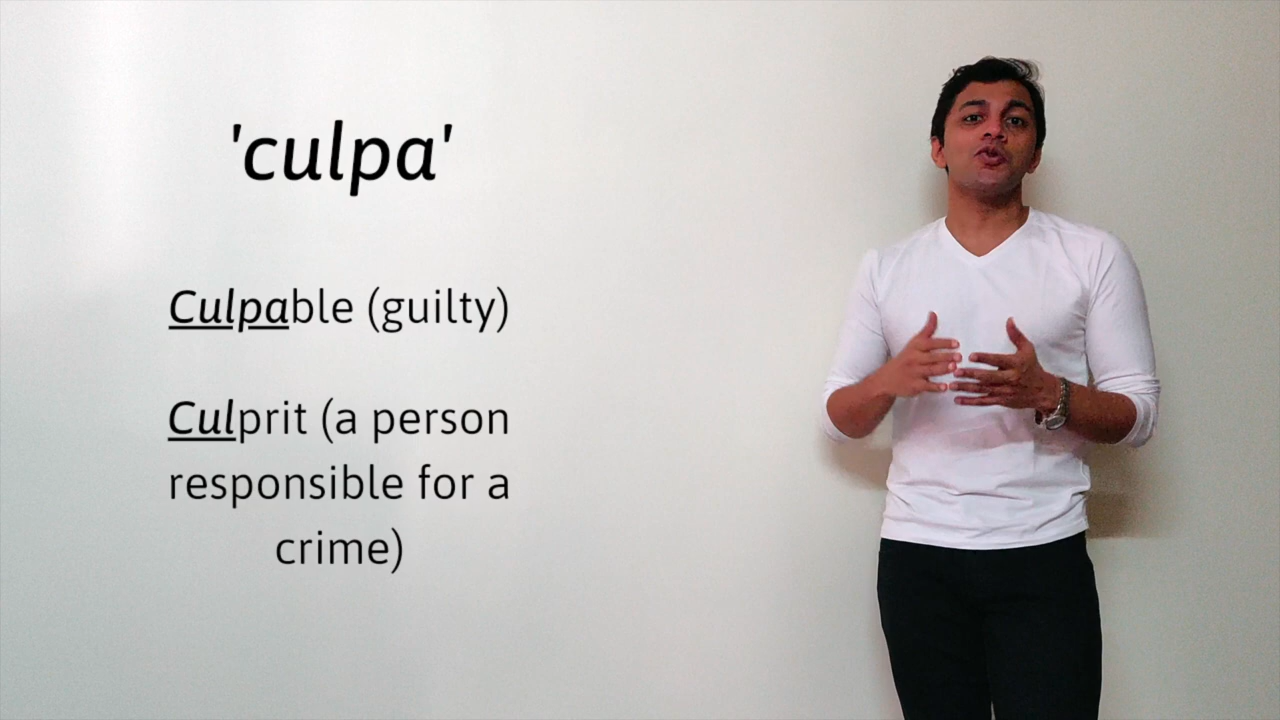 'culpa'
Culpable (guilty)
Culprit (a person
responsible for a
crime)